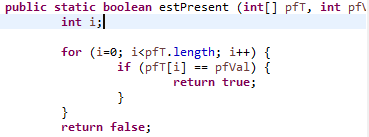 public static boolean estPresent (int[] pfT, int pfV
int i;
for (i=0; i<pfT.length; i++) {
if (pfT[i] == pfVal) {
return true;
}
}
return false;